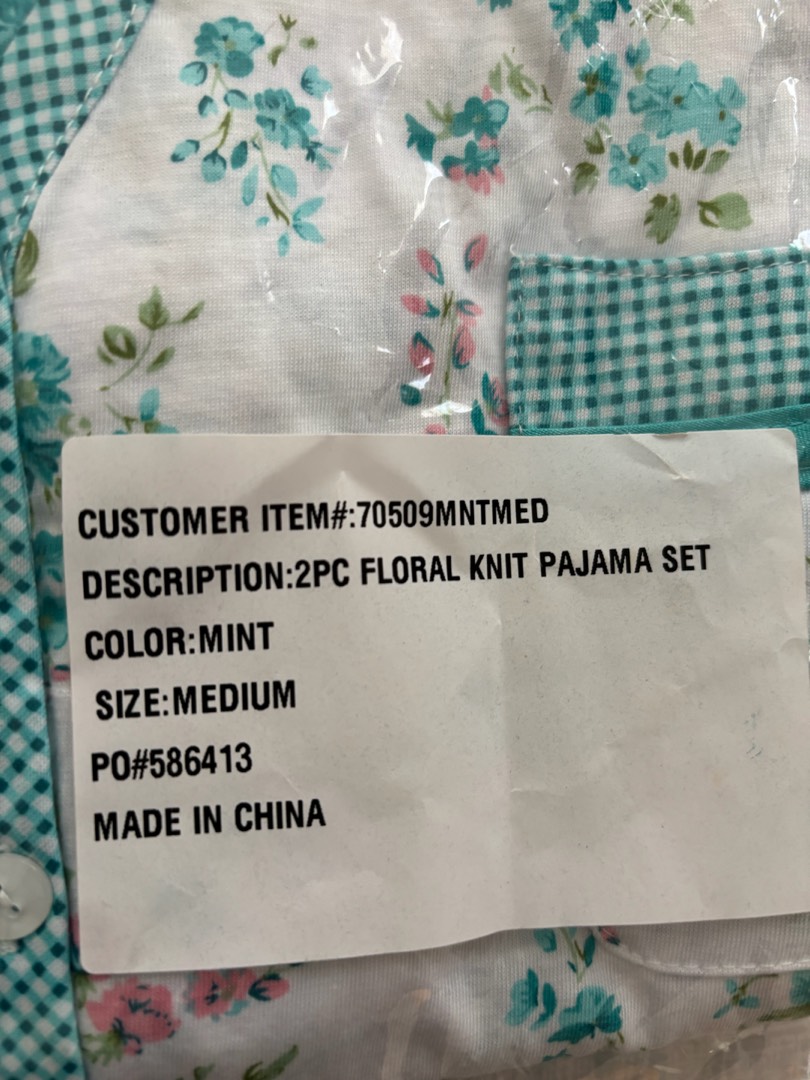 CUSTOMER ITEM#:70509MNTMED
DESCRIPTION:2PC FLORAL KNIT PAJAMA SET
COLOR:MINT
SIZE:MEDIUM
PO#586413
MADE IN CHINA